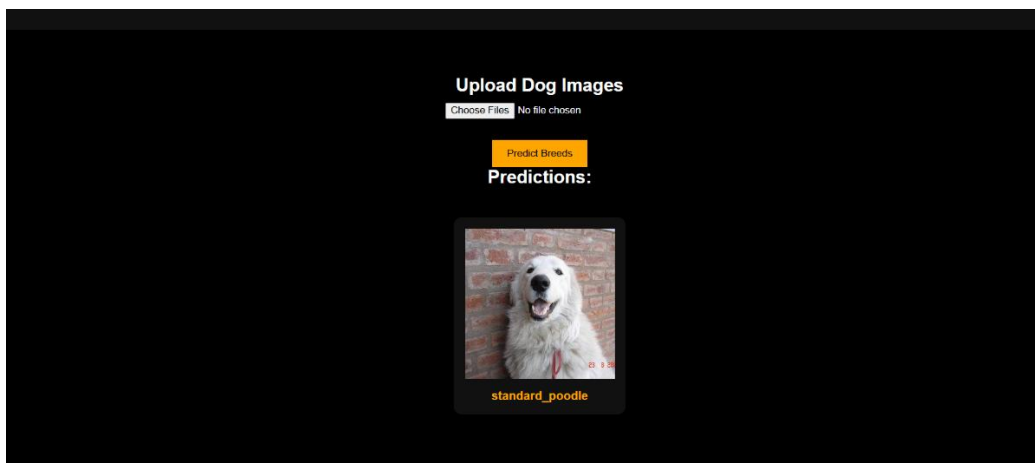 Upload Dog Images
Choose Files No file chosen
Predict Breeds
Predictions:
standard_poodle